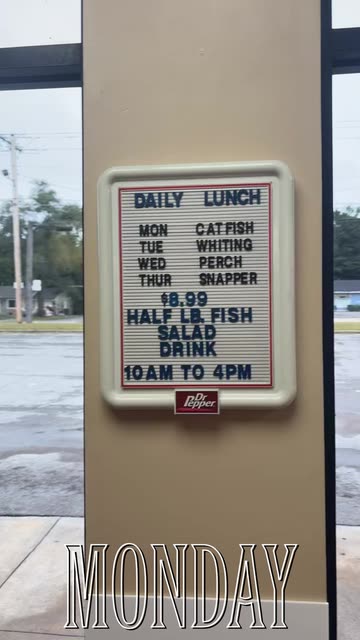 DAILY LUNCH
MON CATFISH
TUE WHITING
WED PERCH
THUR SNAPPER
$8.99
HALF LB. FISH
SALAD
DRINK
10AM TO 4PM
Dr Pepper
MONDAY